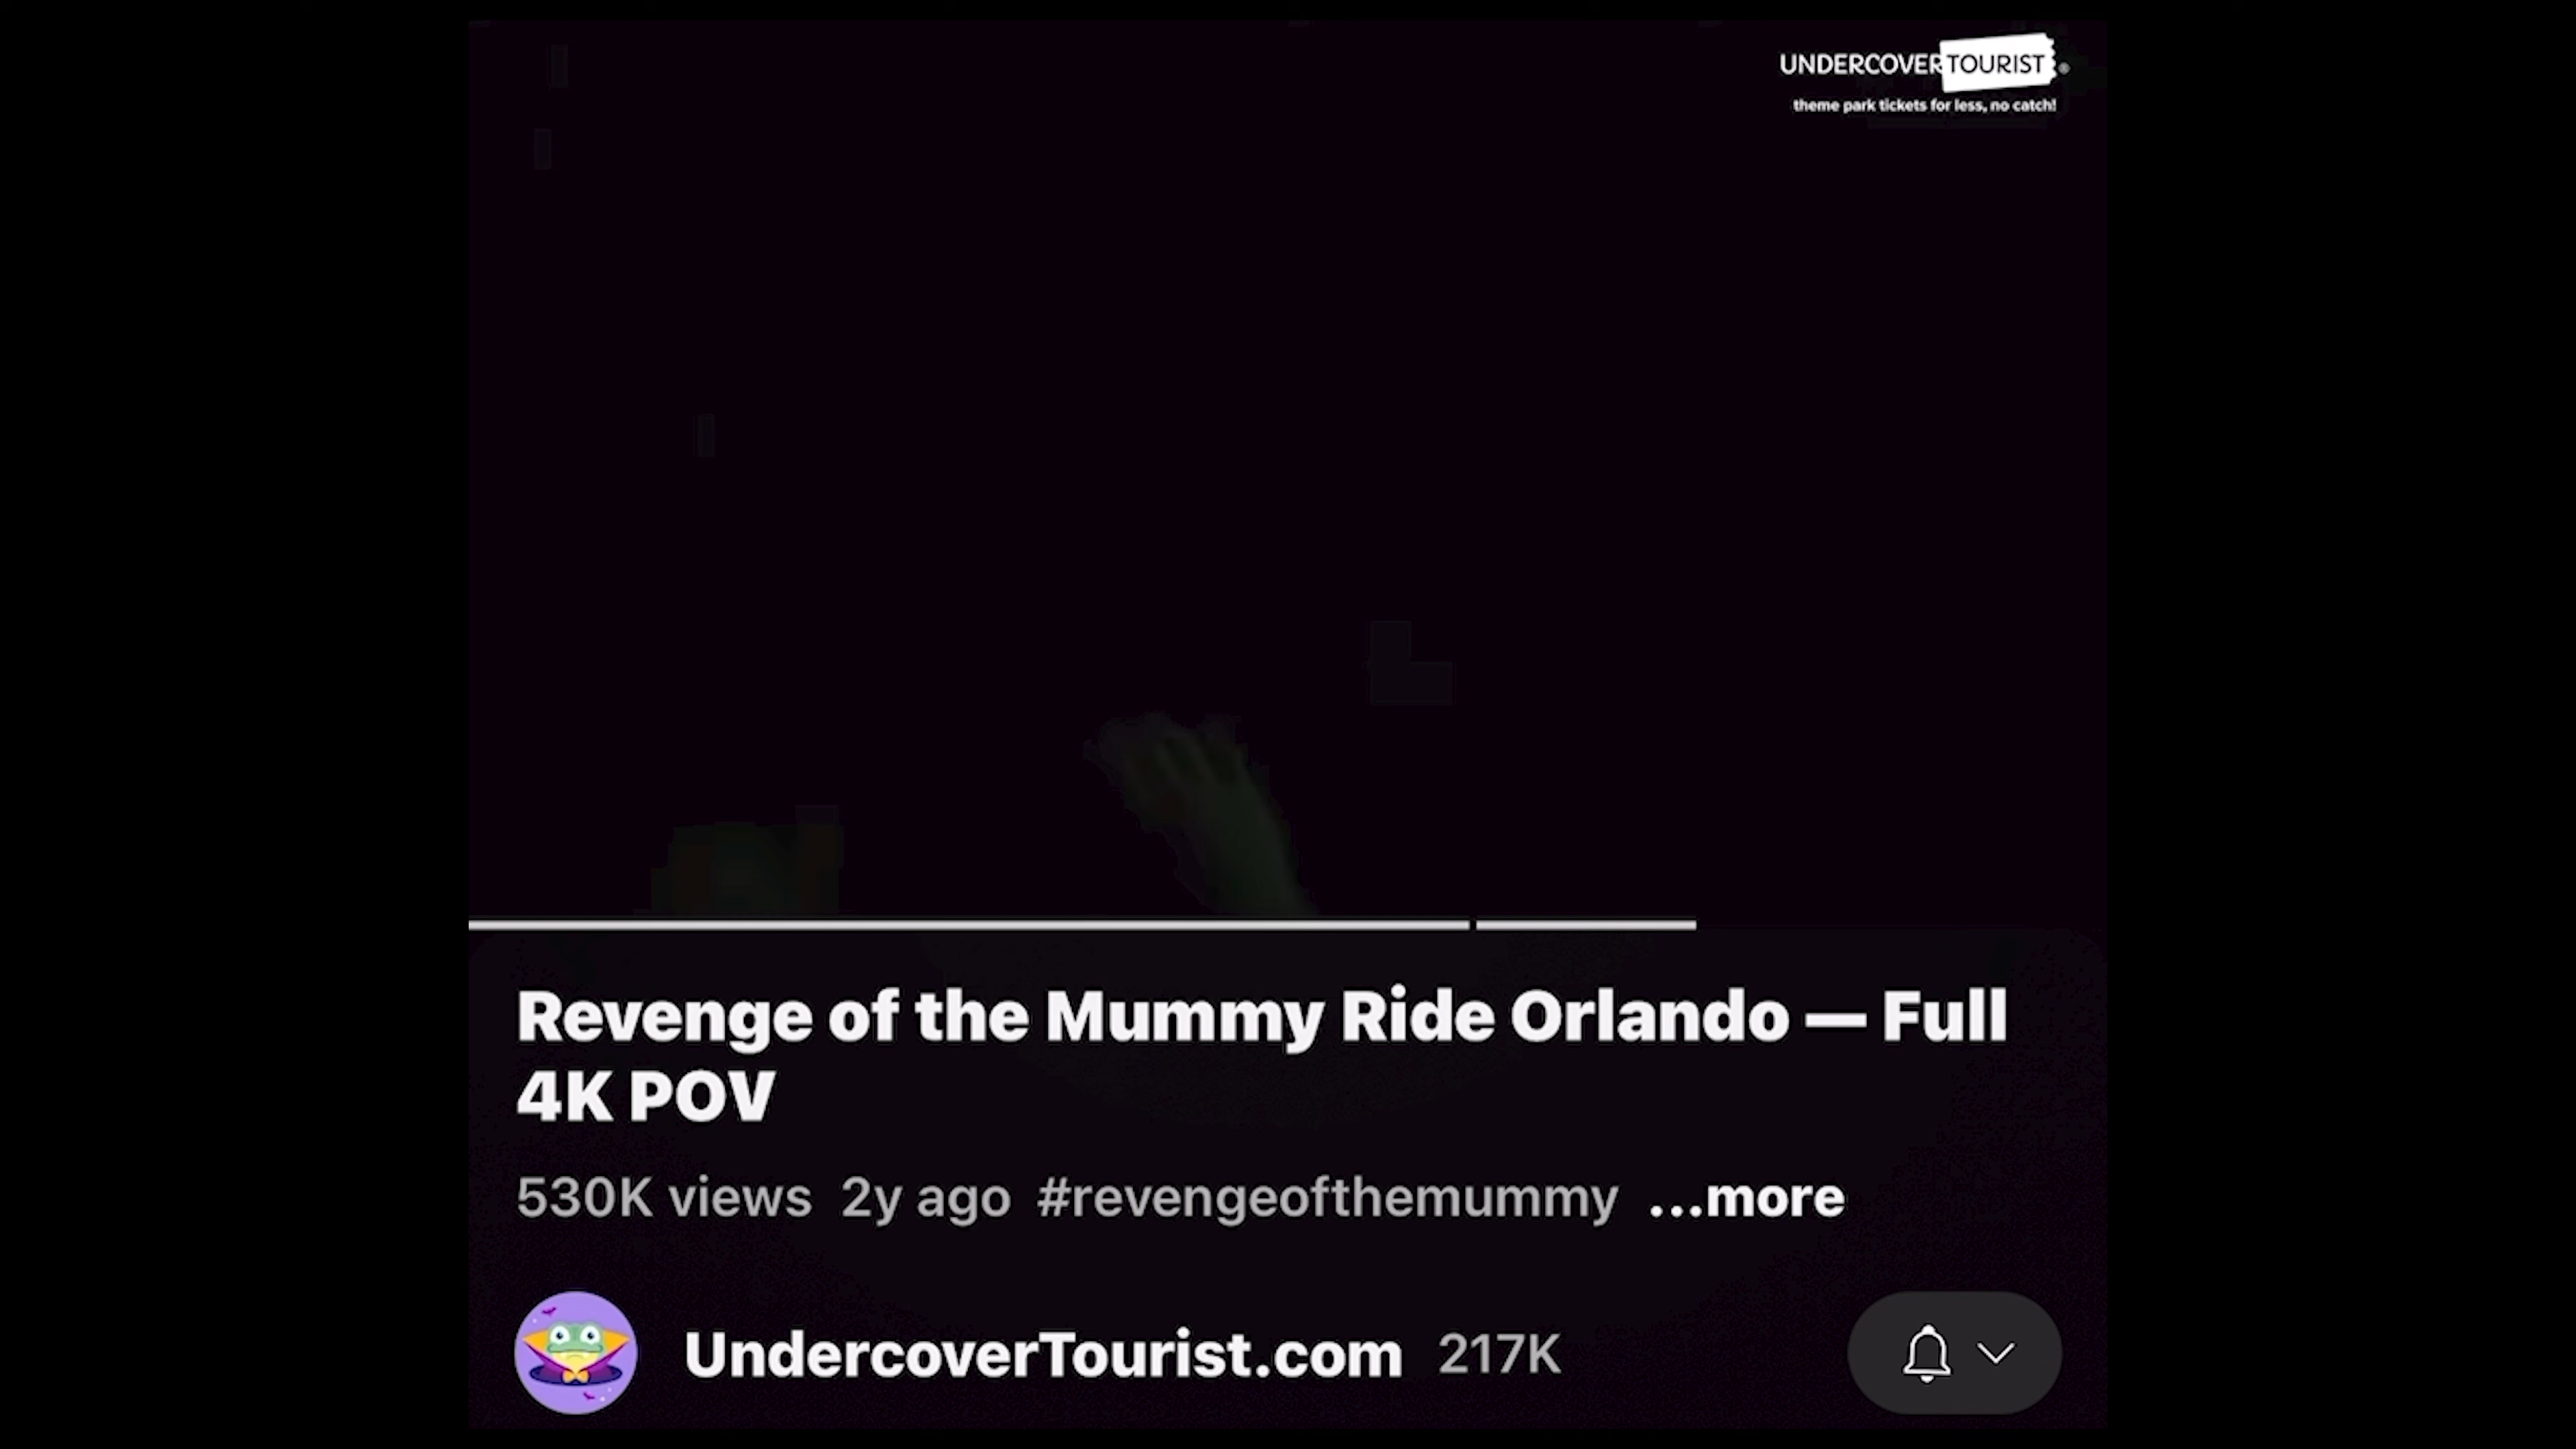 UNDERCOVER TOURIST®
theme park tickets for less, no catch!
Revenge of the Mummy Ride Orlando — Full
4K POV
530K views 2y ago #revengeofthemummy ...more
UndercoverTourist.com 217K